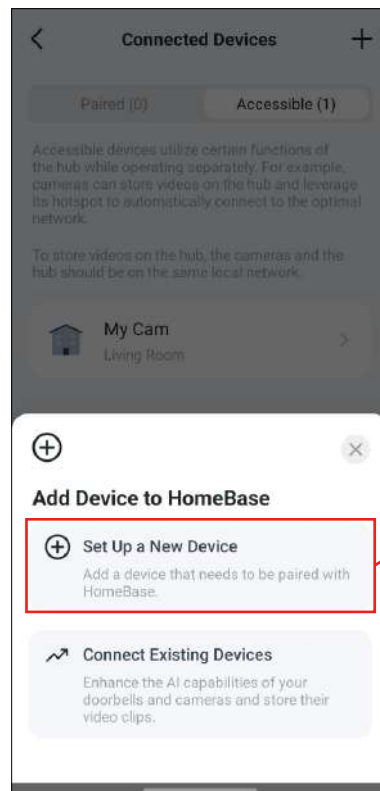 Connected Devices
Paired (0)
Accessible (1)
Accessible devices utilize certain functions of
the hub while operating separately. For example,
cameras can store videos on the hub and leverage
its hotspot to automatically connect to the optimal
network.
To store videos on the hub, the cameras and the
hub should be on the same local network.
My Cam
Living Room
Add Device to HomeBase
Set Up a New Device
Add a device that needs to be paired with
HomeBase.
Connect Existing Devices
Enhance the AI capabilities of your
doorbells and cameras and store their
video clips.